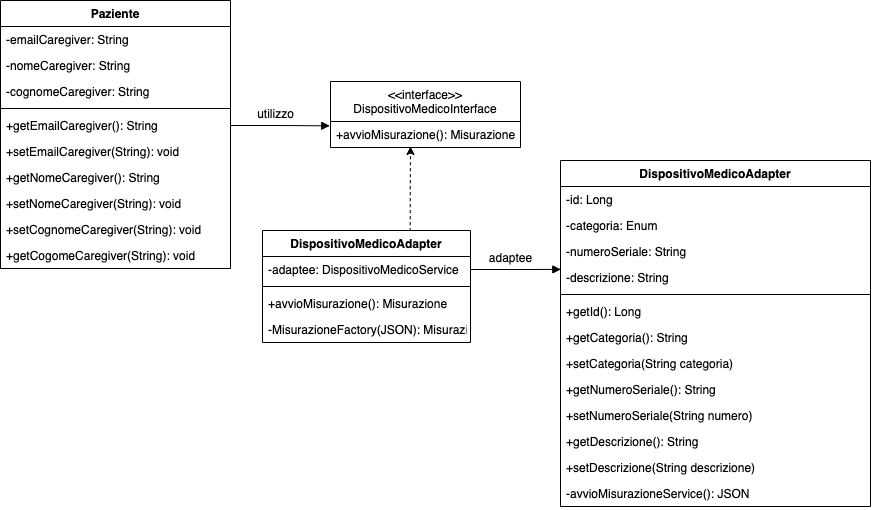 Paziente
-emailCaregiver: String
-nomeCaregiver: String
-cognomeCaregiver: String
+getEmailCaregiver(): String
+setEmailCaregiver(String): void
+getNomeCaregiver(): String
+setNomeCaregiver(String): void
+setCognomeCaregiver(String): void
+getCogomeCaregiver(String): void
utilizzo
<<interface>>
DispositivoMedicoInterface
+avvioMisurazione(): Misurazione
DispositivoMedicoAdapter
-adaptee: DispositivoMedicoService
+avvioMisurazione(): Misurazione
-MisurazioneFactory(JSON): Misurazi
adaptee
DispositivoMedicoAdapter
-id: Long
-categoria: Enum
-numeroSeriale: String
-descrizione: String
+getId(): Long
+getCategoria(): String
+setCategoria(String categoria)
+getNumeroSeriale(): String
+setNumeroSeriale(String numero)
+getDescrizione(): String
+setDescrizione(String descrizione)
-avvioMisurazioneService(): JSON